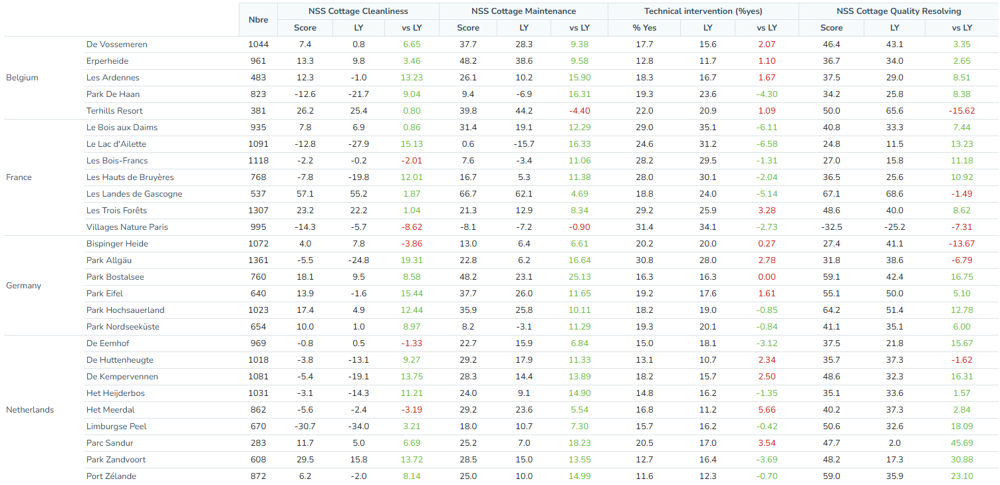 Nbre NSS Cottage Cleanliness NSS Cottage Maintenance Technical intervention (%yes) NSS Cottage Quality Resolving
Score LY vs LY Score LY vs LY % Yes LY vs LY Score LY vs LY
De Vossemeren 1044 7.4 0.8 6.65 37.7 28.3 9.38 17.7 15.6 2.07 46.4 43.1 3.35
Erperheide 961 13.3 9.8 3.46 48.2 38.6 9.58 12.8 11.7 1.10 36.7 34.0 2.65
Belgium Les Ardennes 483 12.3 -1.0 13.23 26.1 10.2 15.90 18.3 16.7 1.67 37.5 29.0 8.51
Park De Haan 823 -12.6 -21.7 9.04 9.4 -6.9 16.31 19.3 23.6 -4.30 34.2 25.8 8.38
Terhills Resort 381 26.2 25.4 0.80 39.8 44.2 -4.40 22.0 20.9 1.09 50.0 65.6 -15.62
Le Bois aux Daims 935 7.8 6.9 0.86 31.4 19.1 12.29 29.0 35.1 -6.11 40.8 33.3 7.44
Le Lac d'Ailette 1091 -12.8 -27.9 15.13 0.6 -15.7 16.33 24.6 31.2 -6.58 24.8 11.5 13.23
Les Bois-Francs 1118 -2.2 -0.2 -2.01 7.6 -3.4 11.06 28.2 29.5 -1.31 27.0 15.8 11.18
France Les Hauts de Bruyères 768 -7.8 -19.8 12.01 16.7 5.3 11.38 28.0 30.1 -2.04 36.5 25.6 10.92
Les Landes de Gascogne 537 57.1 55.2 1.87 66.7 62.1 4.69 18.8 24.0 -5.14 67.1 68.6 -1.49
Les Trois Forêts 1307 23.2 22.2 1.04 21.3 12.9 8.34 29.2 25.9 3.28 48.6 40.0 8.62
Villages Nature Paris 995 -14.3 -5.7 -8.62 -8.1 -7.2 -0.90 31.4 34.1 -2.73 -32.5 -25.2 -7.31
Bispinger Heide 1072 4.0 7.8 -3.86 13.0 6.4 6.61 20.2 20.0 0.27 27.4 41.1 -13.67
Park Allgäu 1361 -5.5 -24.8 19.31 22.8 6.2 16.64 30.8 28.0 2.78 31.8 38.6 -6.79
Park Bostalsee 760 18.1 9.5 8.58 48.2 23.1 25.13 16.3 16.3 0.00 59.1 42.4 16.75
Germany Park Eifel 640 13.9 -1.6 15.44 37.7 26.0 11.65 19.2 17.6 1.61 55.1 50.0 5.10
Park Hochsauerland 1023 17.4 4.9 12.44 35.9 25.8 10.11 18.2 19.0 -0.85 64.2 51.4 12.78
Park Nordseeküste 654 10.0 1.0 8.97 8.2 -3.1 11.29 19.3 20.1 -0.84 41.1 35.1 6.00
De Eemhof 969 -0.8 0.5 -1.33 22.7 15.9 6.84 15.0 18.1 -3.12 37.5 21.8 15.67
De Huttenheugte 1018 -3.8 -13.1 9.27 29.2 17.9 11.33 13.1 10.7 2.34 35.7 37.3 -1.62
De Kempervennen 1081 -5.4 -19.1 13.75 28.3 14.4 13.89 18.2 15.7 2.50 48.6 32.3 16.31
Het Heijderbos 1031 -3.1 -14.3 11.21 24.0 9.1 14.90 14.8 16.2 -1.35 35.1 33.6 1.57
Netherlands Het Meerdal 862 -5.6 -2.4 -3.19 29.2 23.6 5.54 16.8 11.2 5.66 40.2 37.3 2.84
Limburgse Peel 670 -30.7 -34.0 3.21 18.0 10.7 7.30 15.7 16.2 -0.42 50.6 32.6 18.09
Parc Sandur 283 11.7 5.0 6.69 25.2 7.0 18.23 20.5 17.0 3.54 47.7 2.0 45.69
Park Zandvoort 608 29.5 15.8 13.72 28.5 15.0 13.55 12.7 16.4 -3.69 48.2 17.3 30.88
Port Zélande 872 6.2 -2.0 8.14 25.0 10.0 14.99 11.6 12.3 -0.70 59.0 35.9 23.10